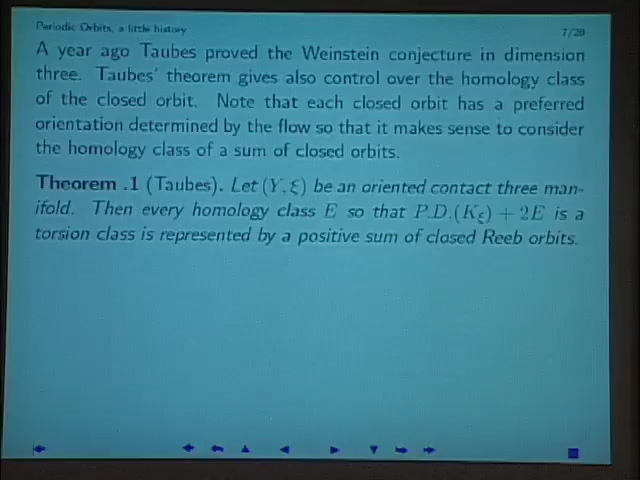 Periodic Orbits, a little history
7/20
A year ago Taubes proved the Weinstein conjecture in dimension
three. Taubes' theorem gives also control over the homology class
of the closed orbit. Note that each closed orbit has a preferred
orientation determined by the flow so that it makes sense to consider
the homology class of a sum of closed orbits.
Theorem .1 (Taubes). Let (Y, ξ) be an oriented contact three man-
ifold. Then every homology class E so that P.D.(K_ξ) + 2E is a
torsion class is represented by a positive sum of closed Reeb orbits.